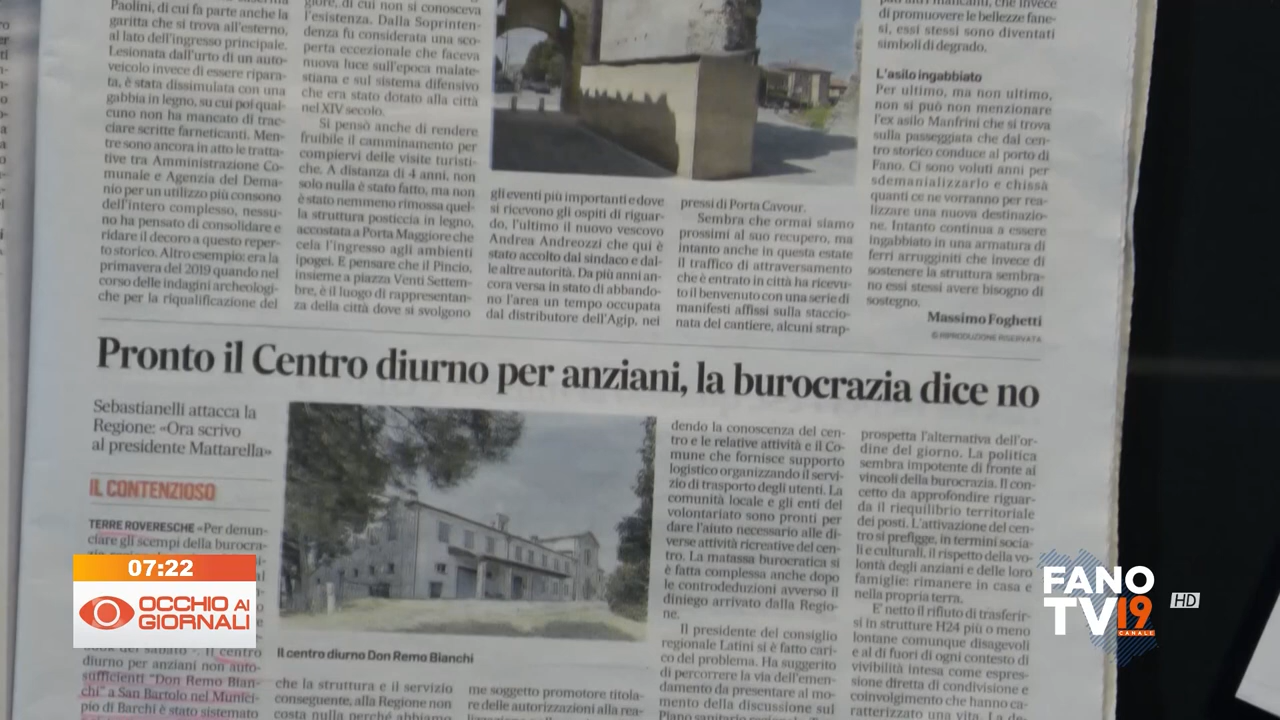 Paolini, di cui fa parte anche la
garitta che si trova all'esterno,
al lato dell'ingresso principale.
Lesionata dall'urto di un auto-
veicolo invece di essere ripara-
ta, è stata dissimulata con una
gabbia in legno, su cui poi qual-
cuno non ha mancato di trac-
ciare scritte farneticanti. Men-
tre sono ancora in atto le tratta-
tive tra Amministrazione Co-
munale e Agenzia del Dema-
nio per un utilizzo più consono
dell'intero complesso, nessu-
no ha pensato di consolidare e
ridare il decoro a questo reper-
to storico. Altro esempio: era la
primavera del 2019 quando nel
corso delle indagini archeologi-
che per la riqualificazione del
giore, di cui non si conosceva
l'esistenza. Dalla Soprinten-
denza fu considerata una sco-
perta eccezionale che faceva
nuova luce sull'epoca malate-
stiana e sul sistema difensivo
che era stato dotato alla città
nel XIV secolo.
Si pensò anche di rendere
fruibile il camminamento per
compiervi delle visite turisti-
che. A distanza di 4 anni, non
solo nulla è stato fatto, ma non
è stato nemmeno rimossa quel-
la struttura posticcia in legno,
accostata a Porta Maggiore che
cela l'ingresso agli ambienti
ipogei. E pensare che il Pincio,
insieme a piazza Venti Settem-
bre, è il luogo di rappresentan-
za della città dove si svolgono
gli eventi più importanti e dove
si ricevono gli ospiti di riguar-
do, l'ultimo il nuovo vescovo
Andrea Andreozzi che qui è
stato accolto dal sindaco e dal-
le altre autorità. Da più anni an-
cora versa in stato di abbando-
no l'area un tempo occupata
dal distributore dell'Agip, nei
pressi di Porta Cavour.
Sembra che ormai siamo
prossimi al suo recupero, ma
intanto anche in questa estate
il traffico di attraversamento
che è entrato in città ha ricevu-
to il benvenuto con una serie di
manifesti affissi sulla staccio-
nata del cantiere, alcuni strap-
pati altri mancanti, che invece
di promuovere le bellezze fane-
si, essi stessi sono diventati
simboli di degrado.
L'asilo ingabbiato
Per ultimo, ma non ultimo,
non si può non menzionare
l'ex asilo Manfrini che si trova
sulla passeggiata che dal cen-
tro storico conduce al porto di
Fano. Ci sono voluti anni per
sdemanializzarlo e chissà
quanti ce ne vorranno per rea-
lizzare una nuova destinazio-
ne. Intanto continua a essere
ingabbiato in una armatura di
ferri arrugginiti che invece di
sostenere la struttura sembra-
no essi stessi avere bisogno di
sostegno.
Massimo Foghetti
© RIPRODUZIONE RISERVATA
Pronto il Centro diurno per anziani, la burocrazia dice no
Sebastianelli attacca la
Regione: «Ora scrivo
al presidente Mattarella»
IL CONTENZIOSO
TERRE ROVERESCHE «Per denun-
ciare gli scempi della burocra-
Il centro
diurno per anziani non auto-
sufficienti "Don Remo Bian-
chi" a San Bartolo nel Munici-
pio di Barchi è stato sistemato
Il centro diurno Don Remo Bianchi
che la struttura e il servizio
conseguente, alla Regione non
costa nulla perché abbiamo
me soggetto promotore titola-
re delle autorizzazioni alla rea-
dendo la conoscenza del cen-
tro e le relative attività e il Co-
mune che fornisce supporto
logistico organizzando il servi-
zio di trasporto degli utenti. La
comunità locale e gli enti del
volontariato sono pronti per
dare l'aiuto necessario alle di-
verse attività ricreative del cen-
tro. La matassa burocratica si
è fatta complessa anche dopo
le controdeduzioni avverso il
diniego arrivato dalla Regio-
ne.
Il presidente del consiglio
regionale Latini si è fatto cari-
co del problema. Ha suggerito
di percorrere la via dell'emen-
damento da presentare al mo-
mento della discussione sul
prospetta l'alternativa dell'or-
dine del giorno. La politica
sembra impotente di fronte ai
vincoli della burocrazia. Il con-
cetto da approfondire riguar-
da il riequilibrio territoriale
dei posti. L'attivazione del cen-
tro si prefigge, in termini socia-
li e culturali, il rispetto della vo-
lontà degli anziani e delle loro
famiglie: rimanere in casa e
nella propria terra.
E' neto il rifiuto di trasferir-
si in strutture H24 più o meno
lontane comunque disagevoli
e al di fuori di ogni contesto di
vivibilità intesa come espres-
sione diretta di condivisione e
coinvolgimento che hanno ca-
ratterizzato una vita. La de-
07:22
OCCHIO AI
GIORNALI
FANO
TV19
CANALE
HD